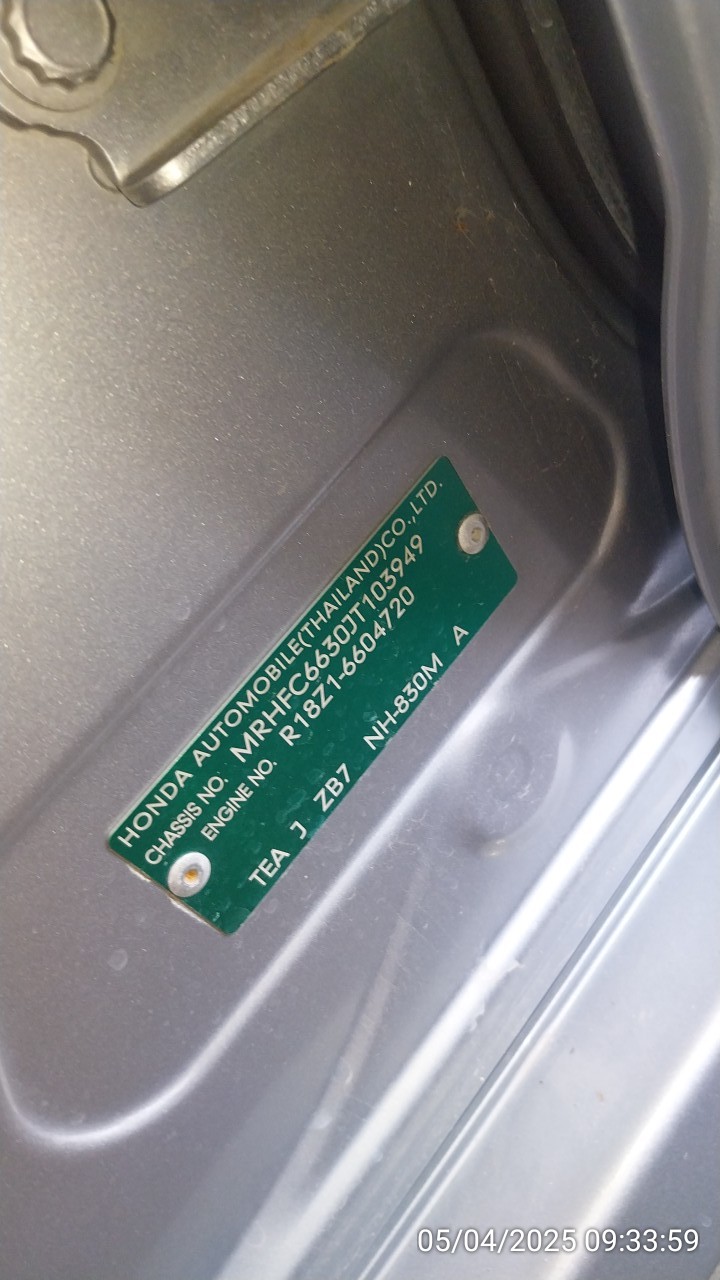 HONDA AUTOMOBILE(THAILAND)CO.,LTD.
CHASSIS NO. MRHFC6630JT103949
ENGINE NO. R18Z1-6604720
TEA J ZB7 NH-830M A
05/04/2025 09:33:59